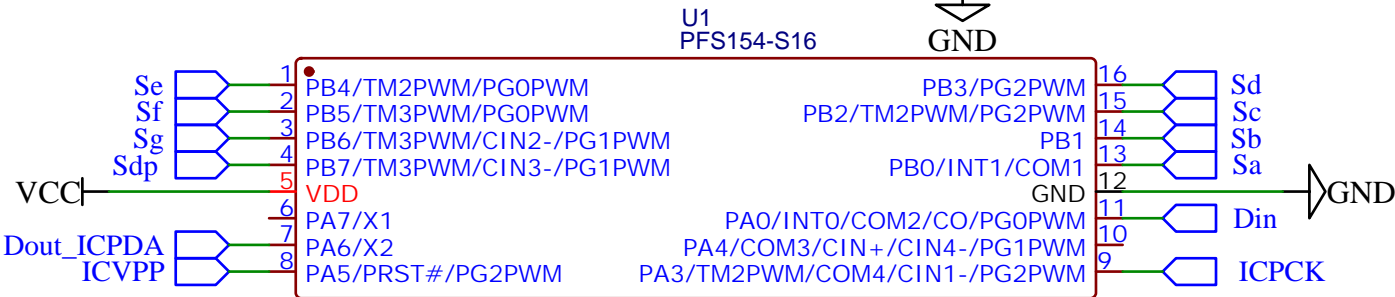 U1
PFS154-S16
GND
Se 1 PB4/TM2PWM/PG0PWM PB3/PG2PWM 16 Sd
Sf 2 PB5/TM3PWM/PG0PWM PB2/TM2PWM/PG2PWM 15 Sc
Sg 3 PB6/TM3PWM/CIN2-/PG1PWM PB1 14 Sb
Sdp 4 PB7/TM3PWM/CIN3-/PG1PWM PB0/INT1/COM1 13 Sa
VCC 5 VDD GND 12 GND
6 PA7/X1 PA0/INT0/COM2/CO/PG0PWM 11 Din
Dout_ICPDA 7 PA6/X2 PA4/COM3/CIN+/CIN4-/PG1PWM 10
ICVPP 8 PA5/PRST#/PG2PWM PA3/TM2PWM/COM4/CIN1-/PG2PWM 9 ICPCK